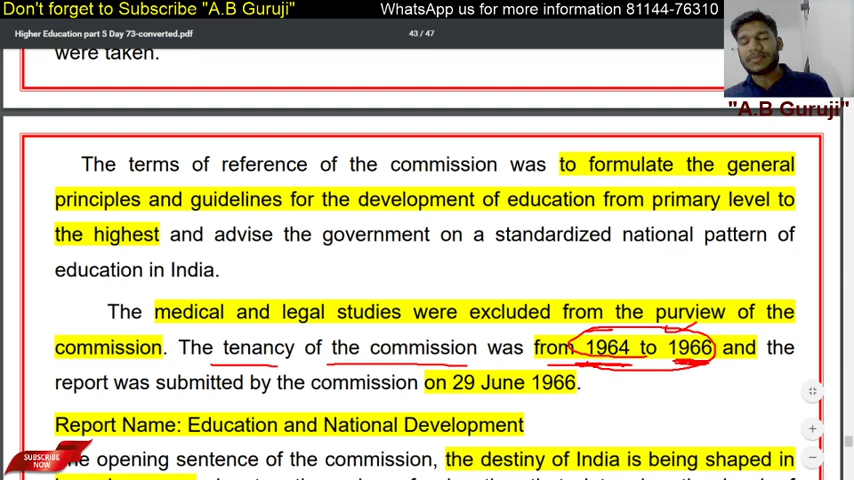 Don't forget to Subscribe "A.B Guruji"
WhatsApp us for more information 81144-76310
Higher Education part 5 Day 73-converted.pdf
43 / 47
were taken.
"A.B Guruji"
The terms of reference of the commission was to formulate the general
principles and guidelines for the development of education from primary level to
the highest and advise the government on a standardized national pattern of
education in India.
The medical and legal studies were excluded from the purview of the
commission. The tenancy of the commission was from 1964 to 1966 and the
report was submitted by the commission on 29 June 1966.
Report Name: Education and National Development
SUBSCRIBE
NOW
opening sentence of the commission, the destiny of India is being shaped in